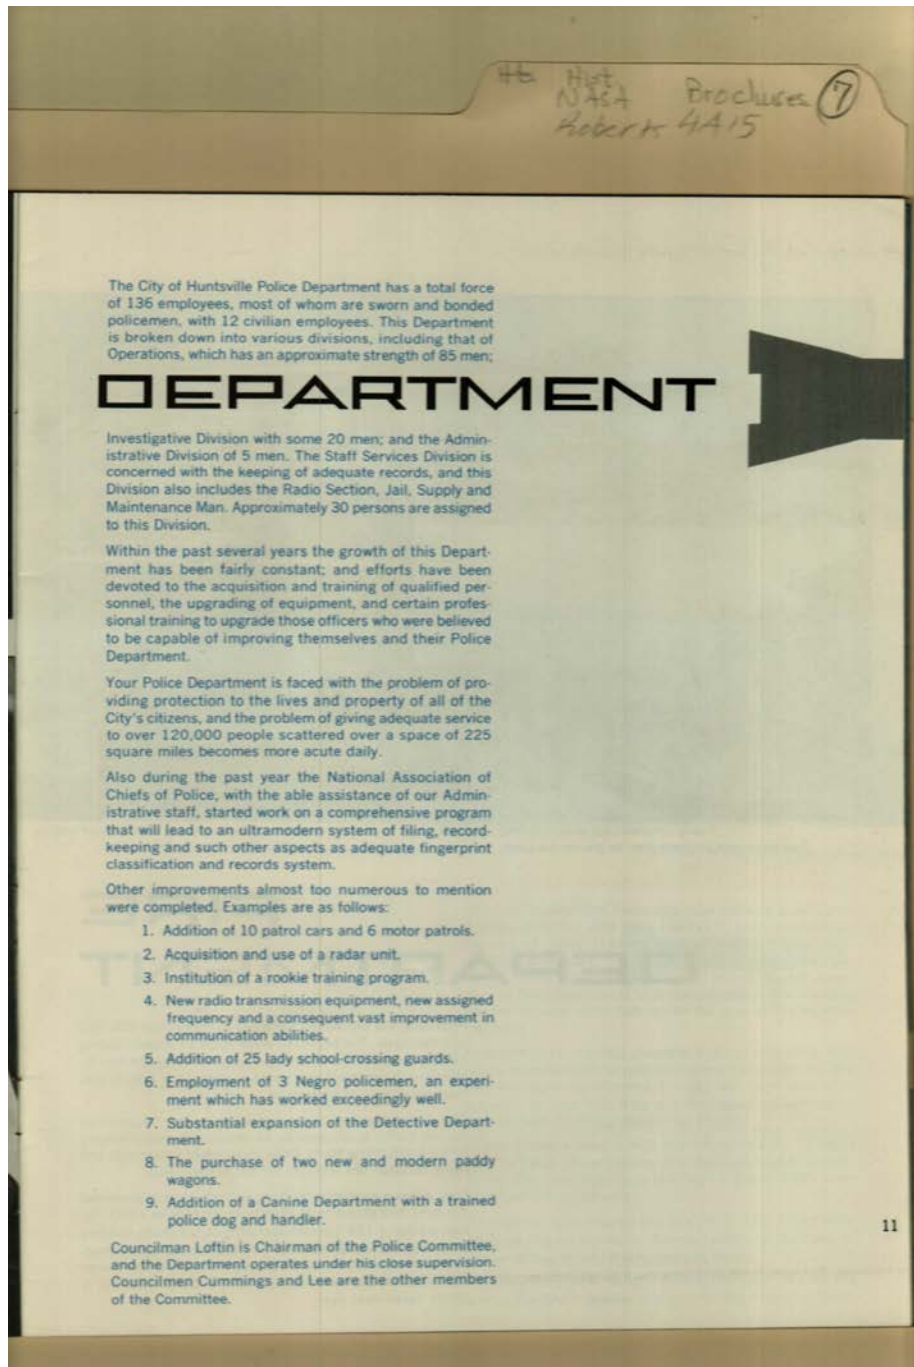 Hist
NASA Brochures 7
Roberts 4A15
The City of Huntsville Police Department has a total force
of 136 employees, most of whom are sworn and bonded
policemen, with 12 civilian employees. This Department
is broken down into various divisions, including that of
Operations, which has an approximate strength of 85 men;
DEPARTMENT
Investigative Division with some 20 men; and the Admin-
istrative Division of 5 men. The Staff Services Division is
concerned with the keeping of adequate records, and this
Division also includes the Radio Section, Jail, Supply and
Maintenance Man. Approximately 30 persons are assigned
to this Division.
Within the past several years the growth of this Depart-
ment has been fairly constant; and efforts have been
devoted to the acquisition and training of qualified per-
sonnel, the upgrading of equipment, and certain profes-
sional training to upgrade those officers who were believed
to be capable of improving themselves and their Police
Department.
Your Police Department is faced with the problem of pro-
viding protection to the lives and property of all of the
City's citizens, and the problem of giving adequate service
to over 120,000 people scattered over a space of 225
square miles becomes more acute daily.
Also during the past year the National Association of
Chiefs of Police, with the able assistance of our Admin-
istrative staff, started work on a comprehensive program
that will lead to an ultramodern system of filing, record-
keeping and such other aspects as adequate fingerprint
classification and records system.
Other improvements almost too numerous to mention
were completed. Examples are as follows:
1. Addition of 10 patrol cars and 6 motor patrols.
2. Acquisition and use of a radar unit.
3. Institution of a rookie training program.
4. New radio transmission equipment, new assigned
frequency and a consequent vast improvement in
communication abilities.
5. Addition of 25 lady school-crossing guards.
6. Employment of 3 Negro policemen, an experi-
ment which has worked exceedingly well.
7. Substantial expansion of the Detective Depart-
ment.
8. The purchase of two new and modern paddy
wagons.
9. Addition of a Canine Department with a trained
police dog and handler.
11
Councilman Loftin is Chairman of the Police Committee,
and the Department operates under his close supervision.
Councilmen Cummings and Lee are the other members
of the Committee.